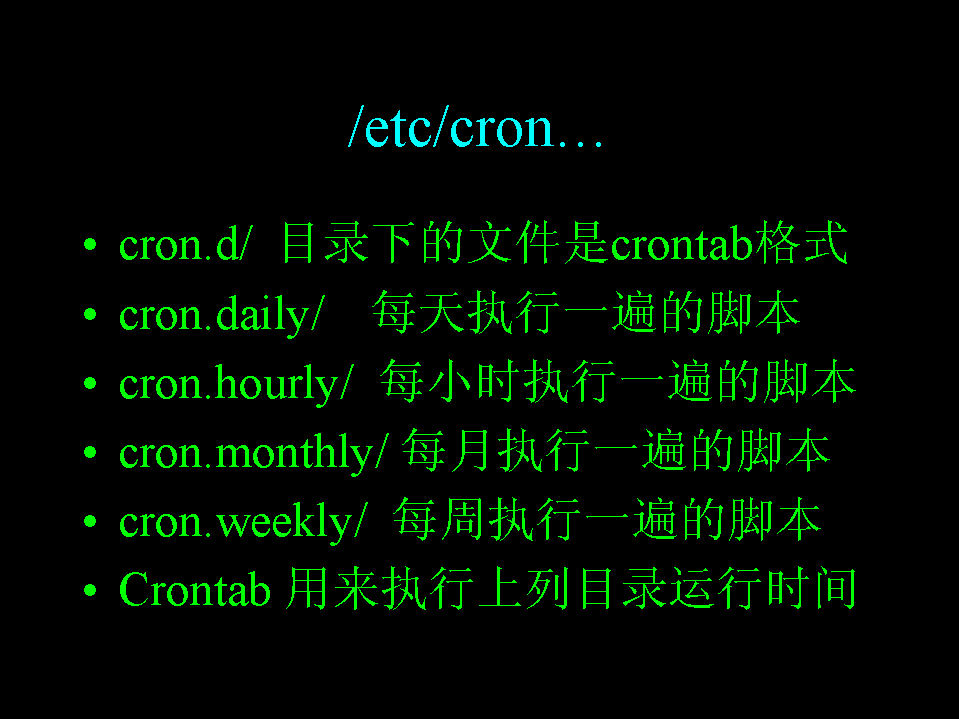 /etc/cron…
• cron.d/ 目录下的文件是crontab格式
• cron.daily/ 每天执行一遍的脚本
• cron.hourly/ 每小时执行一遍的脚本
• cron.monthly/ 每月执行一遍的脚本
• cron.weekly/ 每周执行一遍的脚本
• Crontab 用来执行上列目录运行时间